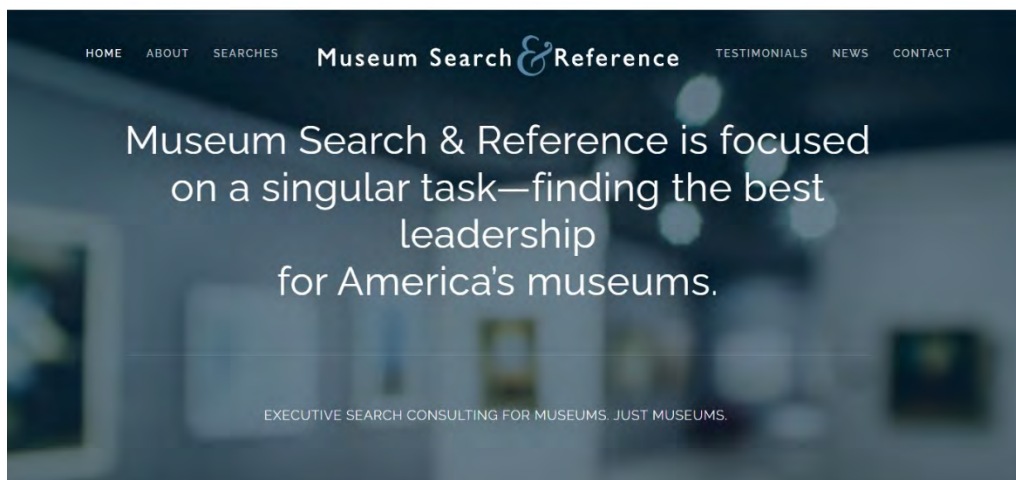 HOME ABOUT SEARCHES Museum Search & Reference TESTIMONIALS NEWS CONTACT
Museum Search & Reference is focused
on a singular task—finding the best
leadership
for America's museums.
EXECUTIVE SEARCH CONSULTING FOR MUSEUMS. JUST MUSEUMS.